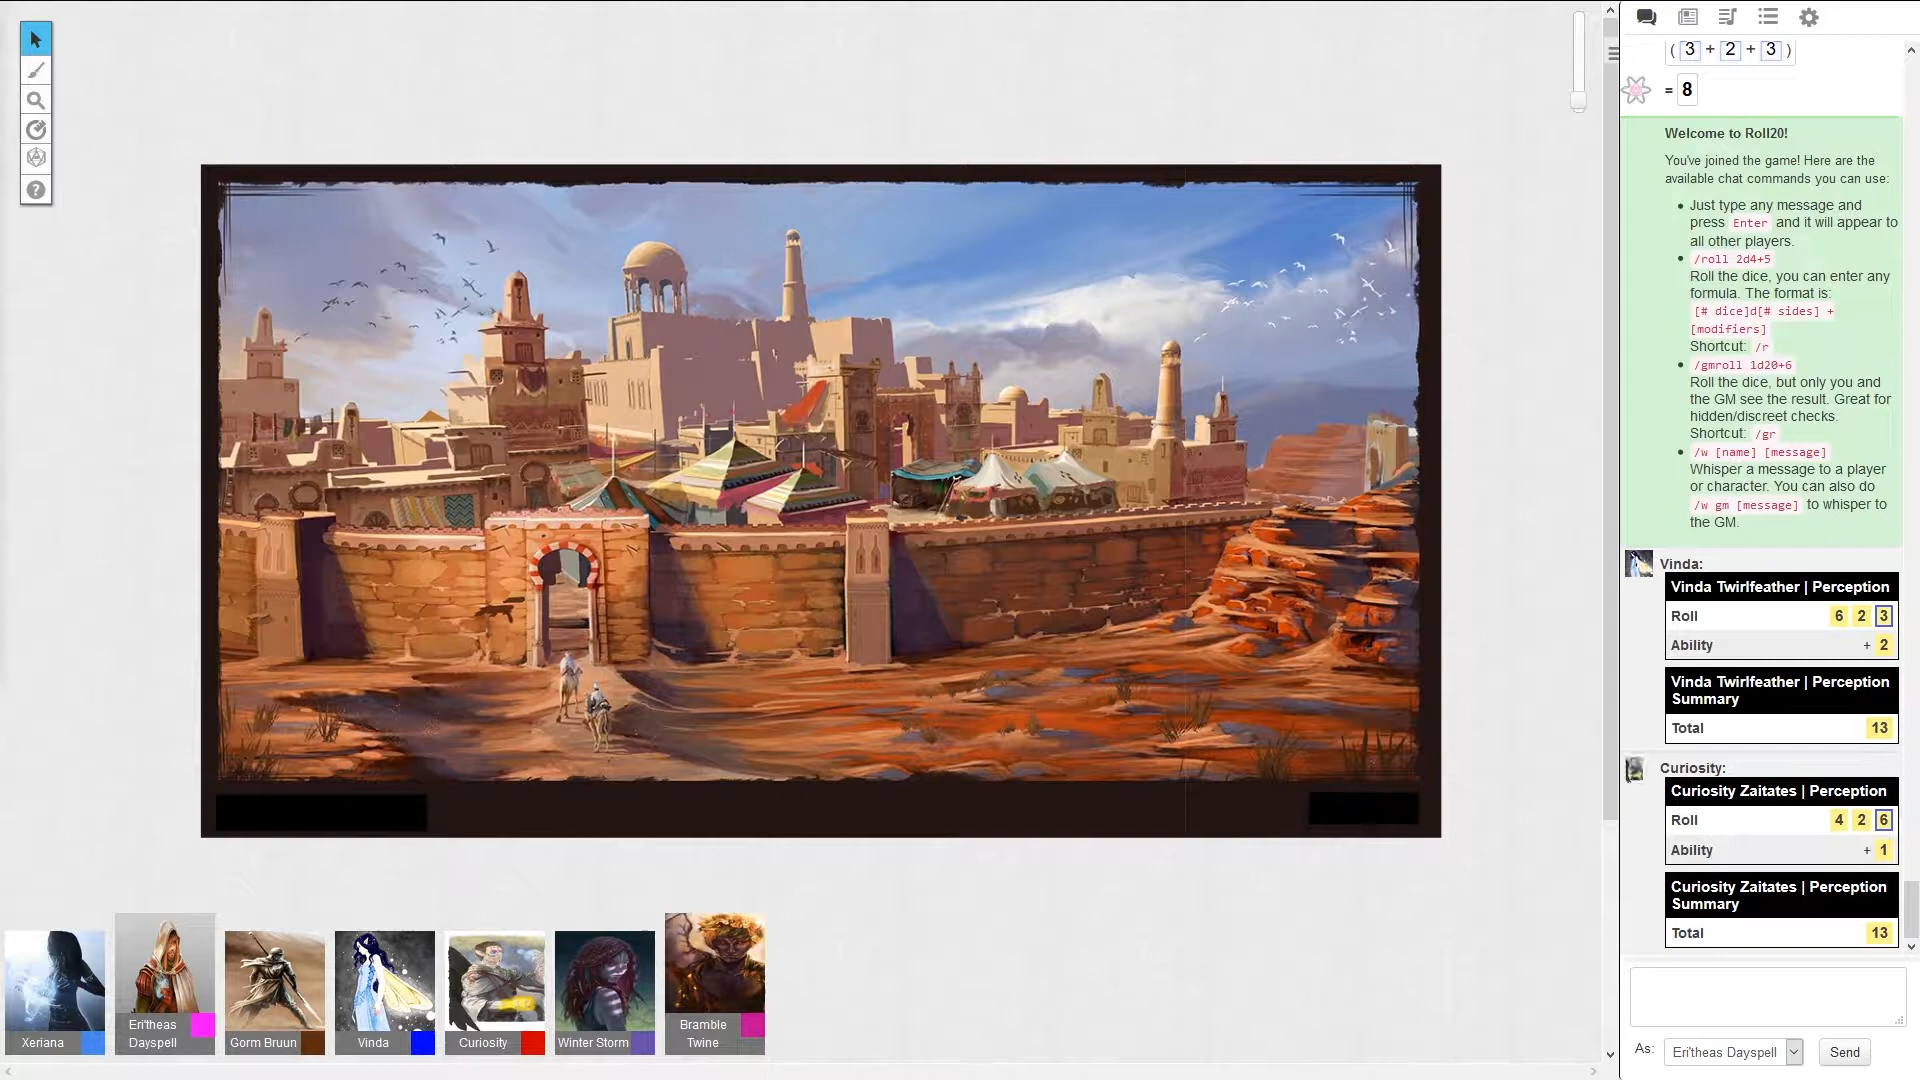 ( 3 + 2 + 3 )
= 8
Welcome to Roll20!
You've joined the game! Here are the
available chat commands you can use:
Just type any message and
press Enter and it will appear to
all other players.
/roll 2d4+5
Roll the dice, you can enter any
formula. The format is:
[# dice]d[# sides] +
[modifiers]
Shortcut: /r
/gmroll 1d20+6
Roll the dice, but only you and
the GM see the result. Great for
hidden/discreet checks.
Shortcut: /gr
/w [name] [message]
Whisper a message to a player
or character. You can also do
/w gm [message] to whisper to
the GM.
Vinda:
Vinda Twirlfeather | Perception
Roll 6 2 3
Ability + 2
Vinda Twirlfeather | Perception
Summary
Total 13
Curiosity:
Curiosity Zaitates | Perception
Roll 4 2 6
Ability + 1
Curiosity Zaitates | Perception
Summary
Total 13
As: Eri'theas Dayspell Send
Xeriana
Eri'theas
Dayspell
Gorm Bruun
Vinda
Curiosity
Winter Storm
Bramble
Twine